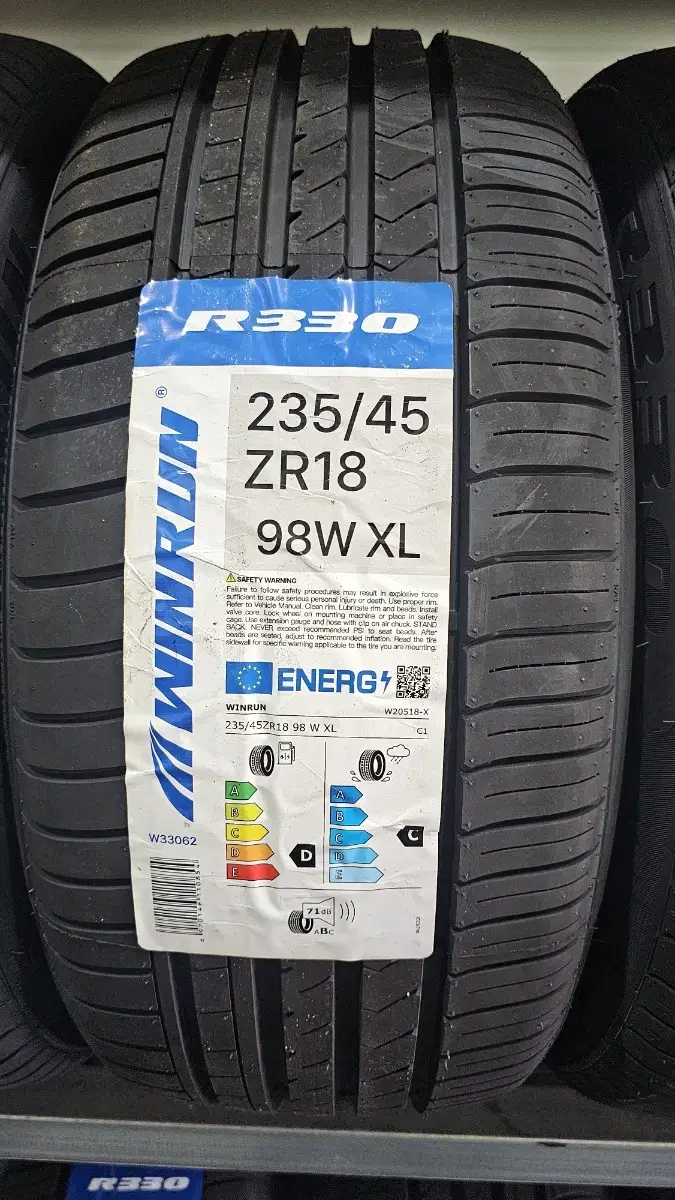 R330
235/45
ZR18
98W XL
WINRUN®
⚠ SAFETY WARNING
Failure to follow safety procedures may result in explosive force
sufficient to cause serious personal injury or death. Use proper rim.
Refer to Vehicle Manual. Clean rim. Lubricate rim and beads. Install
valve core. Lock wheel on mounting machine or place in safety
cage. Use extension gauge and hose with clip on air chuck. STAND
BACK. NEVER exceed recommended PSI to seat beads. After
beads are seated, adjust to recommended inflation. Read the tire
sidewall for specific warning applicable to the tire you are mounting.
ENERG
WINRUN W20518-X
235/45ZR18 98 W XL C1
A A
B B
C C C
D D D
E E
W33062
71dB
ABC
R330